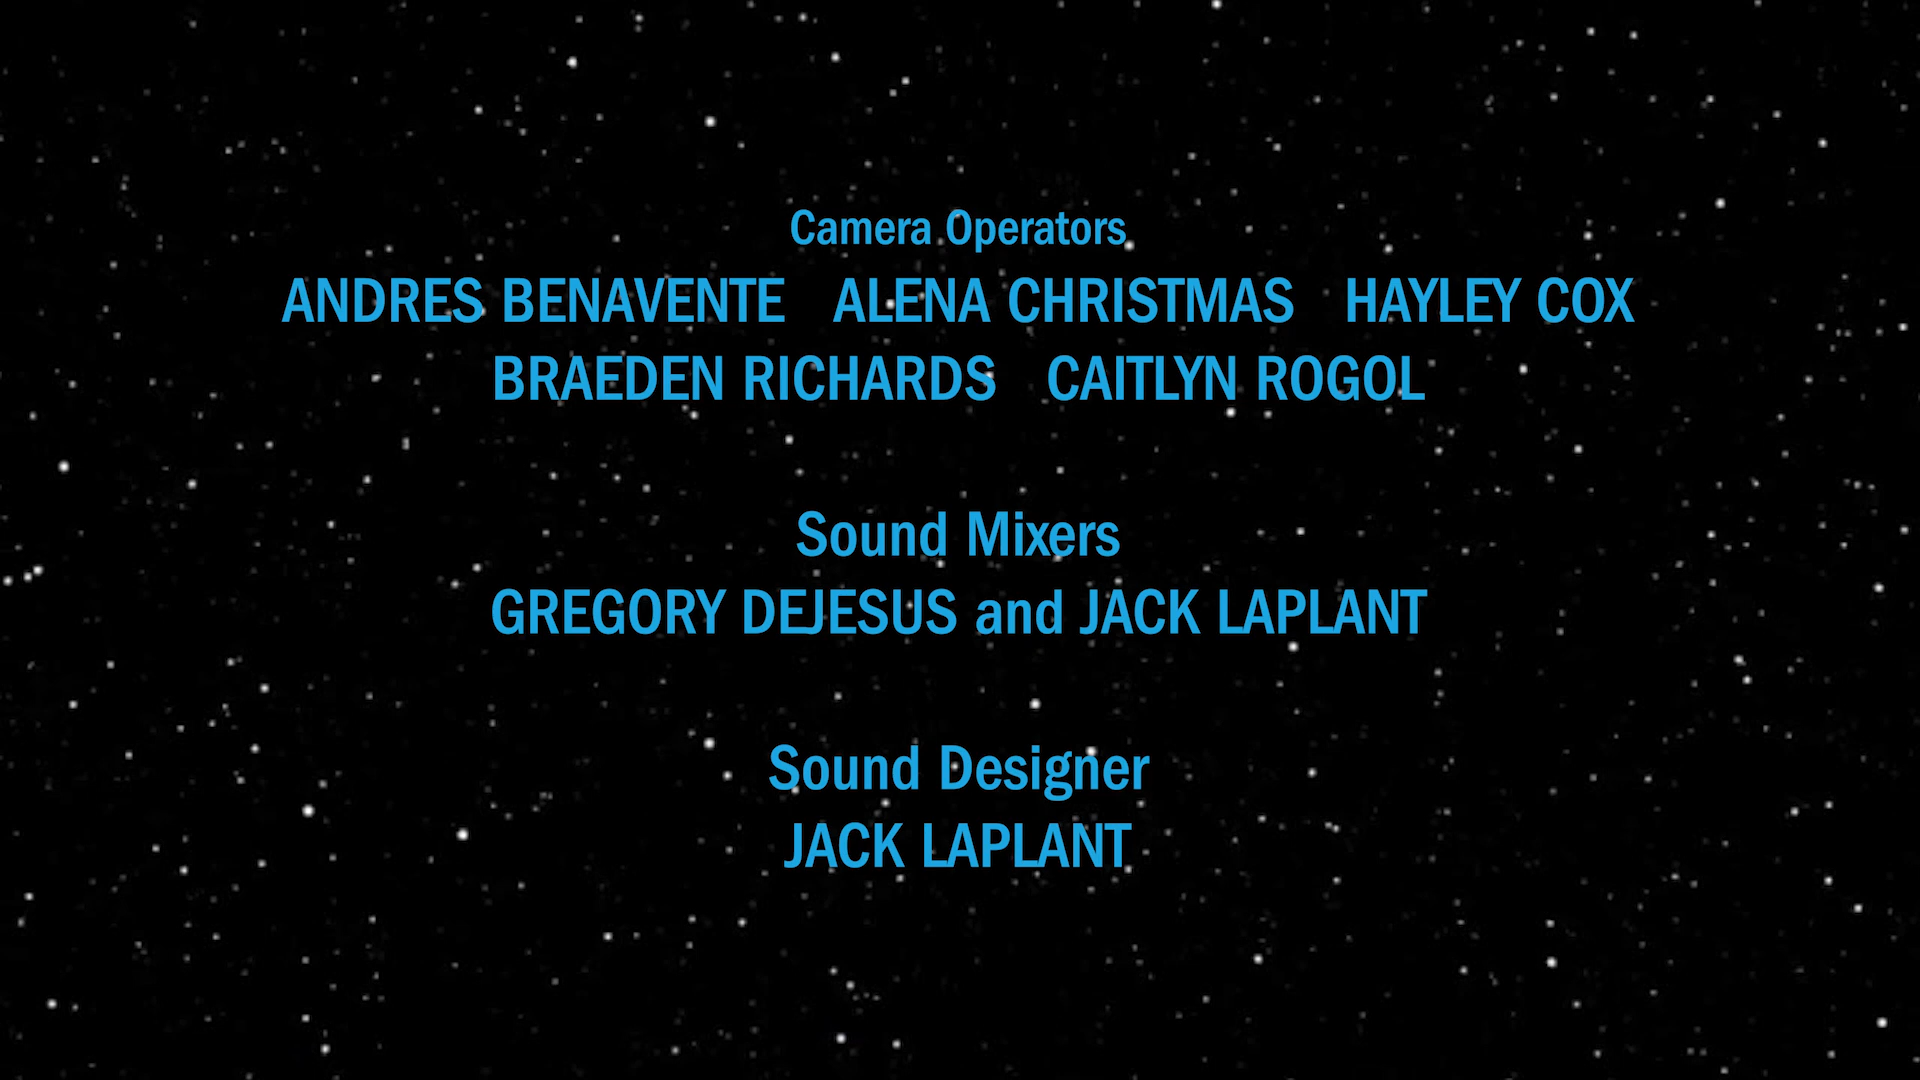 Camera Operators
ANDRES BENAVENTE ALENA CHRISTMAS HAYLEY COX
BRAEDEN RICHARDS CAITLYN ROGOL
Sound Mixers
GREGORY DEJESUS and JACK LAPLANT
Sound Designer
JACK LAPLANT